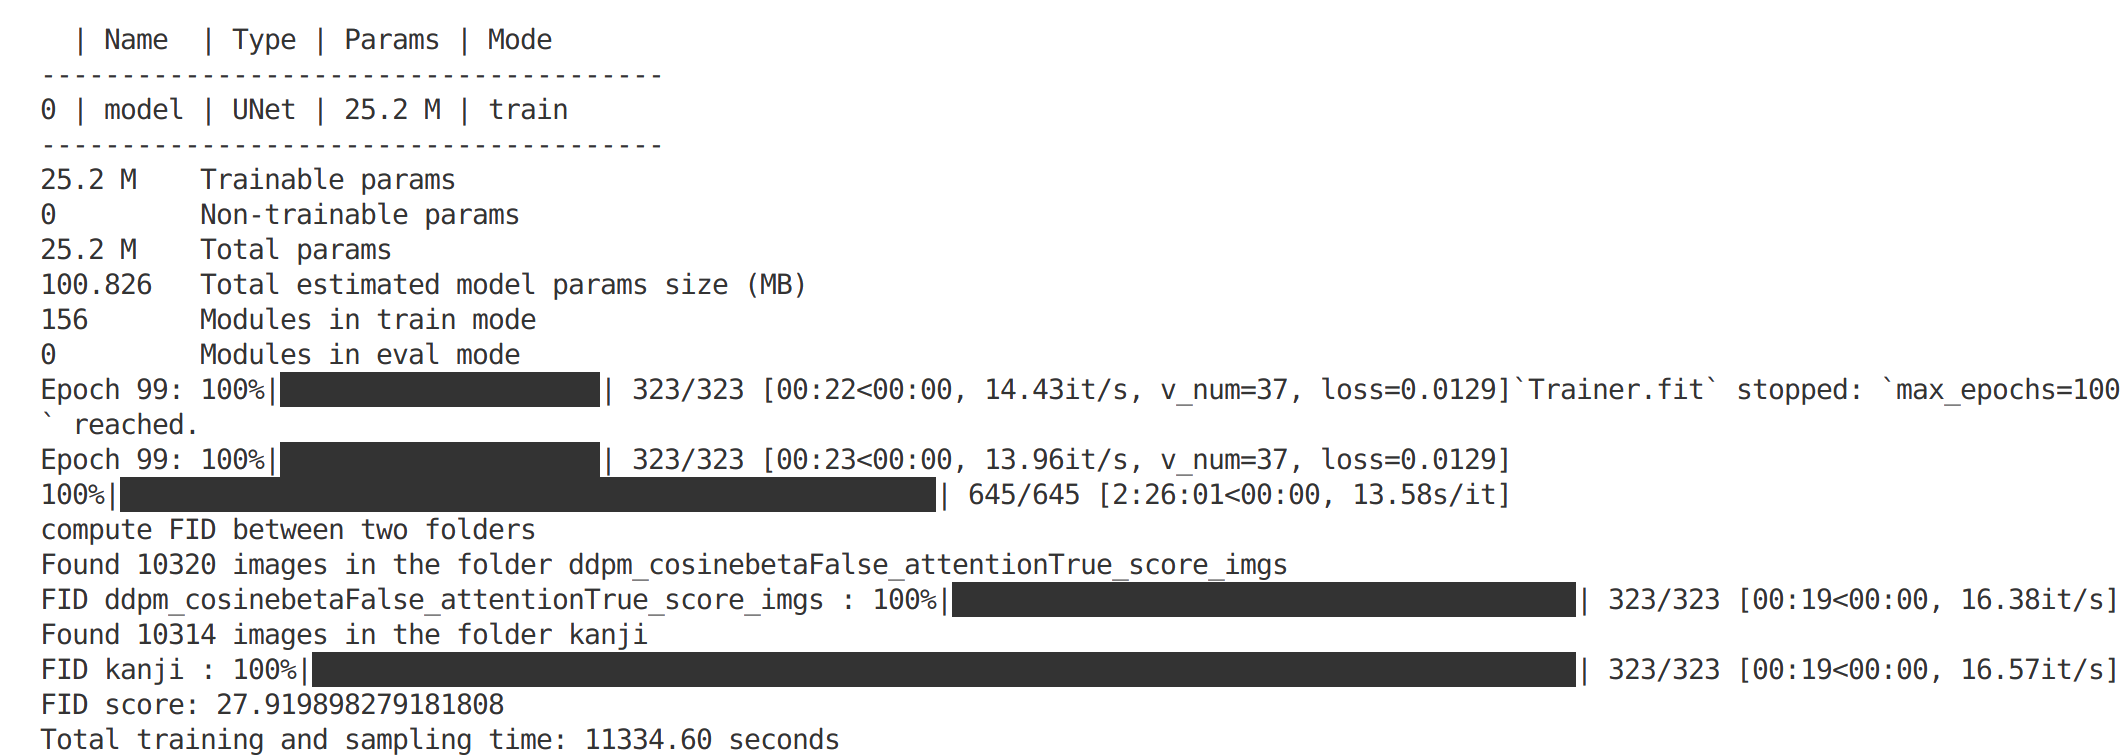 | Name  | Type | Params | Mode
---------------------------------------
0 | model | UNet | 25.2 M | train
---------------------------------------
25.2 M    Trainable params
0         Non-trainable params
25.2 M    Total params
100.826   Total estimated model params size (MB)
156       Modules in train mode
0         Modules in eval mode
Epoch 99: 100%|████████████████████| 323/323 [00:22<00:00, 14.43it/s, v_num=37, loss=0.0129]`Trainer.fit` stopped: `max_epochs=100
` reached.
Epoch 99: 100%|████████████████████| 323/323 [00:23<00:00, 13.96it/s, v_num=37, loss=0.0129]
100%|███████████████████████████████████████████████████| 645/645 [2:26:01<00:00, 13.58s/it]
compute FID between two folders
Found 10320 images in the folder ddpm_cosinebetaFalse_attentionTrue_score_imgs
FID ddpm_cosinebetaFalse_attentionTrue_score_imgs : 100%|███████████████████████████████████████| 323/323 [00:19<00:00, 16.38it/s]
Found 10314 images in the folder kanji
FID kanji : 100%|███████████████████████████████████████████████████████████████████████████████| 323/323 [00:19<00:00, 16.57it/s]
FID score: 27.919898279181808
Total training and sampling time: 11334.60 seconds